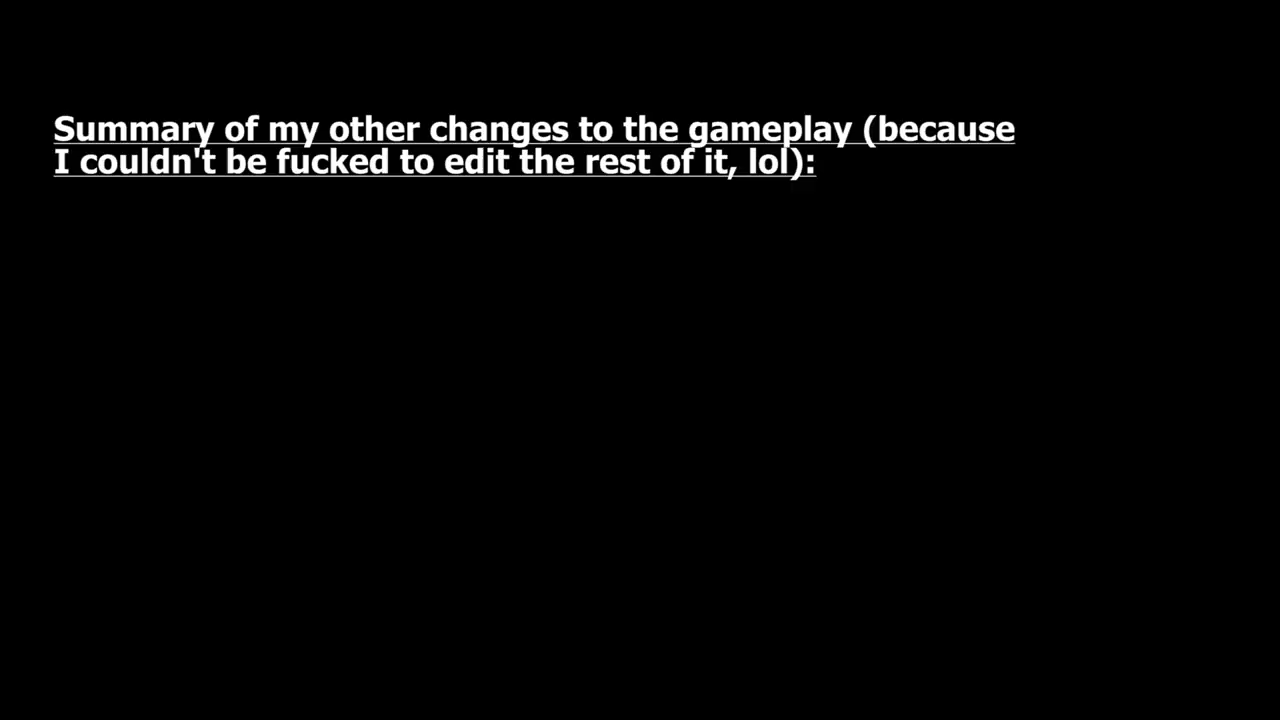 Summary of my other changes to the gameplay (because
I couldn't be fucked to edit the rest of it, lol):